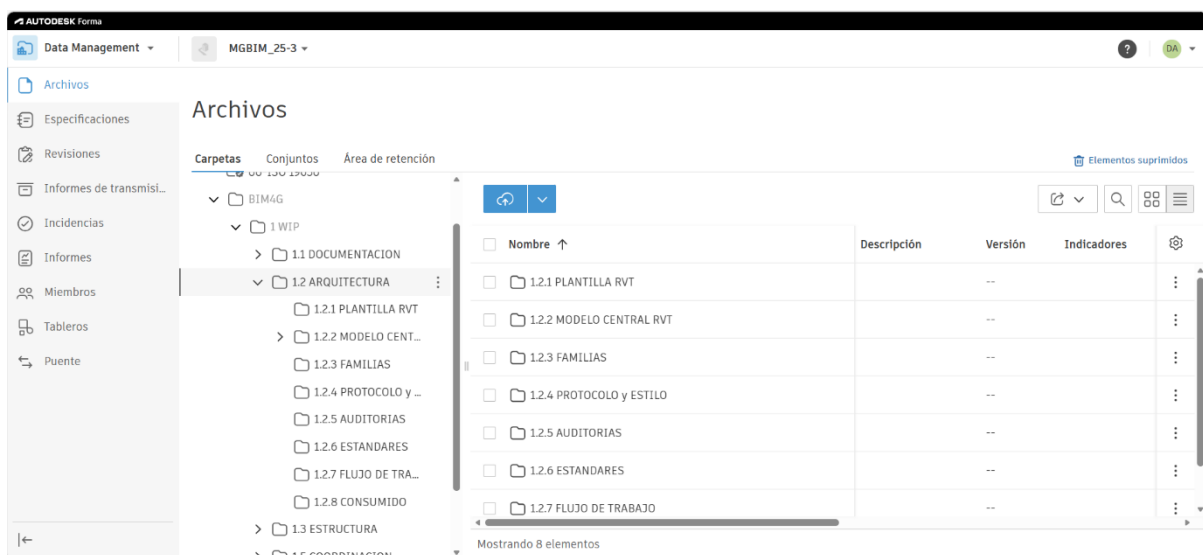 AUTODESK Forma
Data Management
MGBIM_25-3
?
DA
Archivos
Especificaciones
Revisiones
Informes de transmisi...
Incidencias
Informes
Miembros
Tableros
Puente
Archivos
Carpetas
Conjuntos
Área de retención
Elementos suprimidos
BIM4G
1 WIP
1.1 DOCUMENTACION
1.2 ARQUITECTURA
1.2.1 PLANTILLA RVT
1.2.2 MODELO CENT...
1.2.3 FAMILIAS
1.2.4 PROTOCOLO y ...
1.2.5 AUDITORIAS
1.2.6 ESTANDARES
1.2.7 FLUJO DE TRA...
1.2.8 CONSUMIDO
1.3 ESTRUCTURA
1.5 COORDINACION
Nombre ↑ Descripción Versión Indicadores
1.2.1 PLANTILLA RVT --
1.2.2 MODELO CENTRAL RVT --
1.2.3 FAMILIAS --
1.2.4 PROTOCOLO y ESTILO --
1.2.5 AUDITORIAS --
1.2.6 ESTANDARES --
1.2.7 FLUJO DE TRABAJO
Mostrando 8 elementos